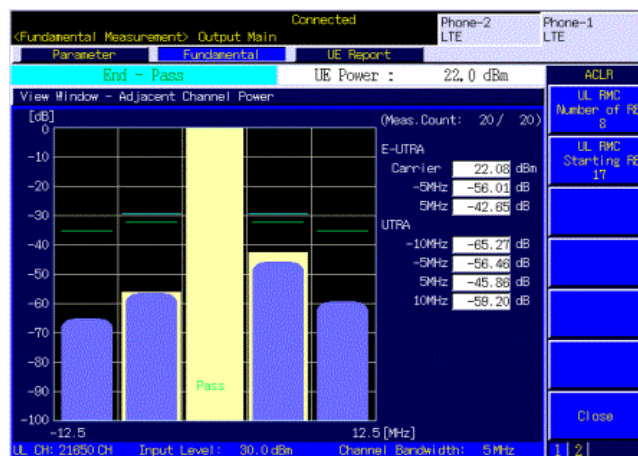 Connected
Phone-2
LTE
Phone-1
LTE
<Fundamental Measurement> Output Main
Parameter
Fundamental
UE Report
End - Pass
UE Power : 22.0 dBm
ACLR
View Window - Adjacent Channel Power
UL RMC
Number of RB
8
UL RMC
Starting RB
17
[dB]
(Meas.Count: 20/ 20)
0
-10
-20
-30
-40
-50
-60
-70
-80
-90
-100
E-UTRA
Carrier 22.08 dBm
-5MHz -56.01 dB
5MHz -42.65 dB
UTRA
-10MHz -65.27 dB
-5MHz -56.46 dB
5MHz -45.86 dB
10MHz -59.20 dB
Pass
-12.5
12.5[MHz]
Close
UL CH: 21650 CH Input Level: 30.0 dBm Channel Bandwidth: 5 MHz
1 2